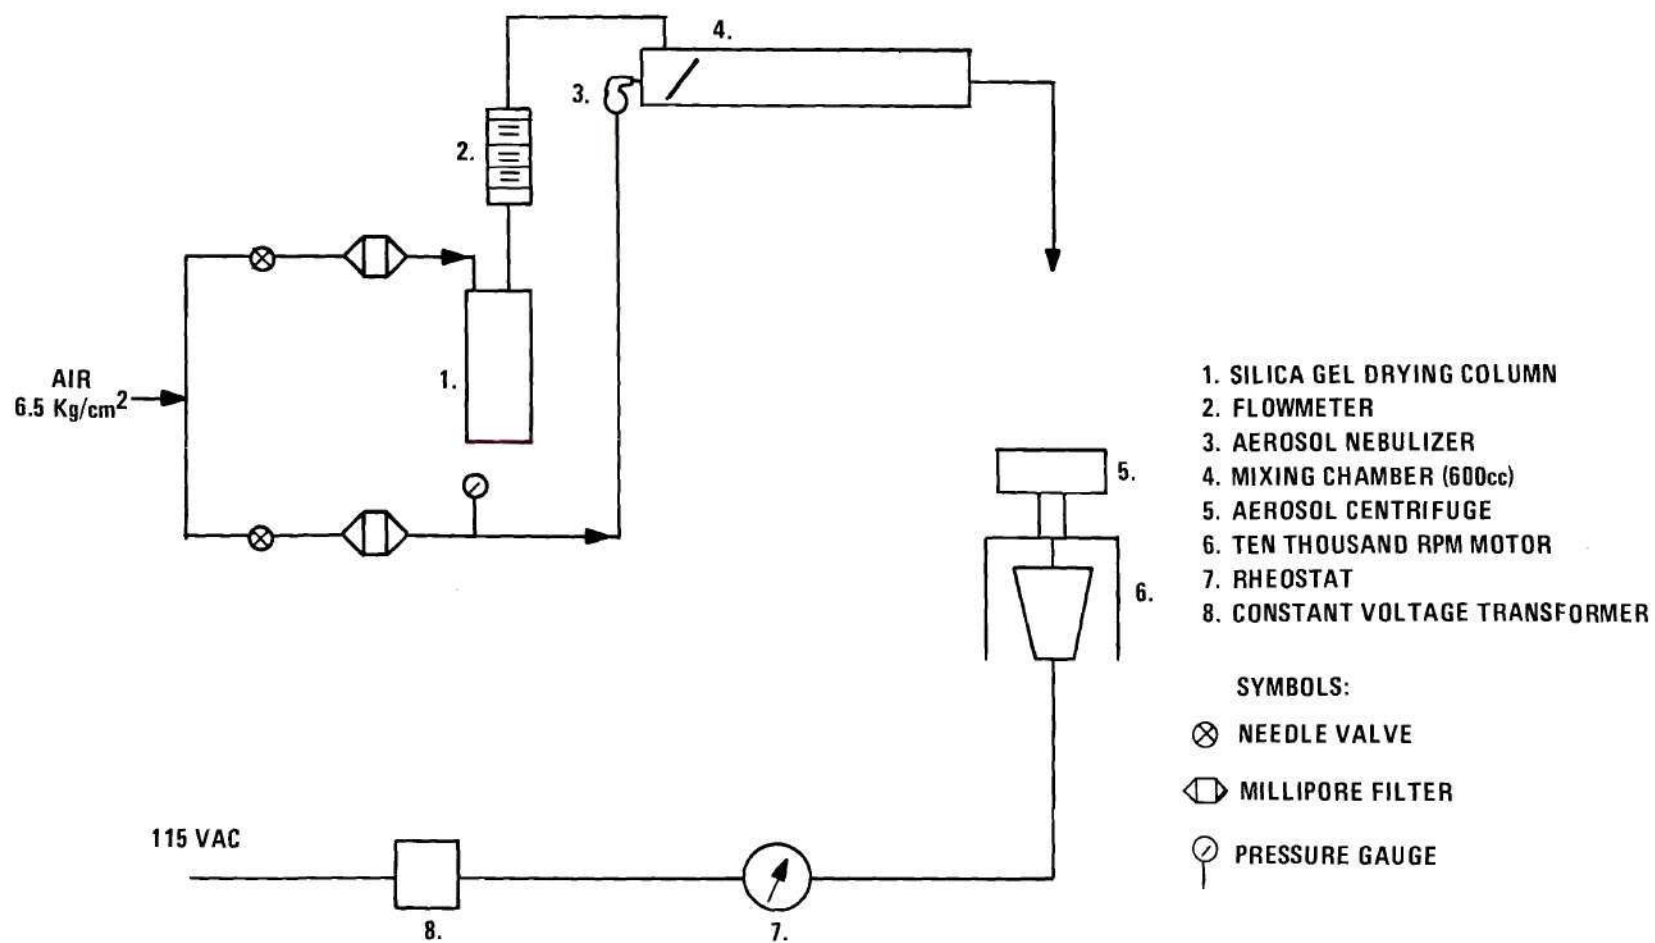 4.
3.
2.
AIR
6.5 Kg/cm2
1.
5.
6.
115 VAC
8.
7.
1. SILICA GEL DRYING COLUMN
2. FLOWMETER
3. AEROSOL NEBULIZER
4. MIXING CHAMBER (600cc)
5. AEROSOL CENTRIFUGE
6. TEN THOUSAND RPM MOTOR
7. RHEOSTAT
8. CONSTANT VOLTAGE TRANSFORMER
SYMBOLS:
NEEDLE VALVE
MILLIPORE FILTER
PRESSURE GAUGE